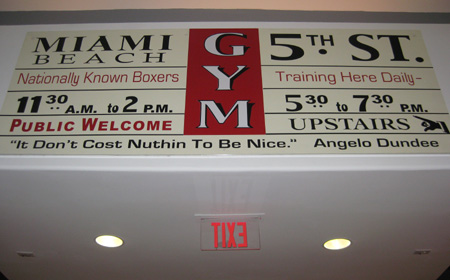 MIAMI BEACH GYM 5TH ST.
Nationally Known Boxers Training Here Daily-
11 30 A.M. to 2 P.M. 5 30 to 7 30 P.M.
PUBLIC WELCOME UPSTAIRS
"It Don't Cost Nuthin To Be Nice." Angelo Dundee
EXIT